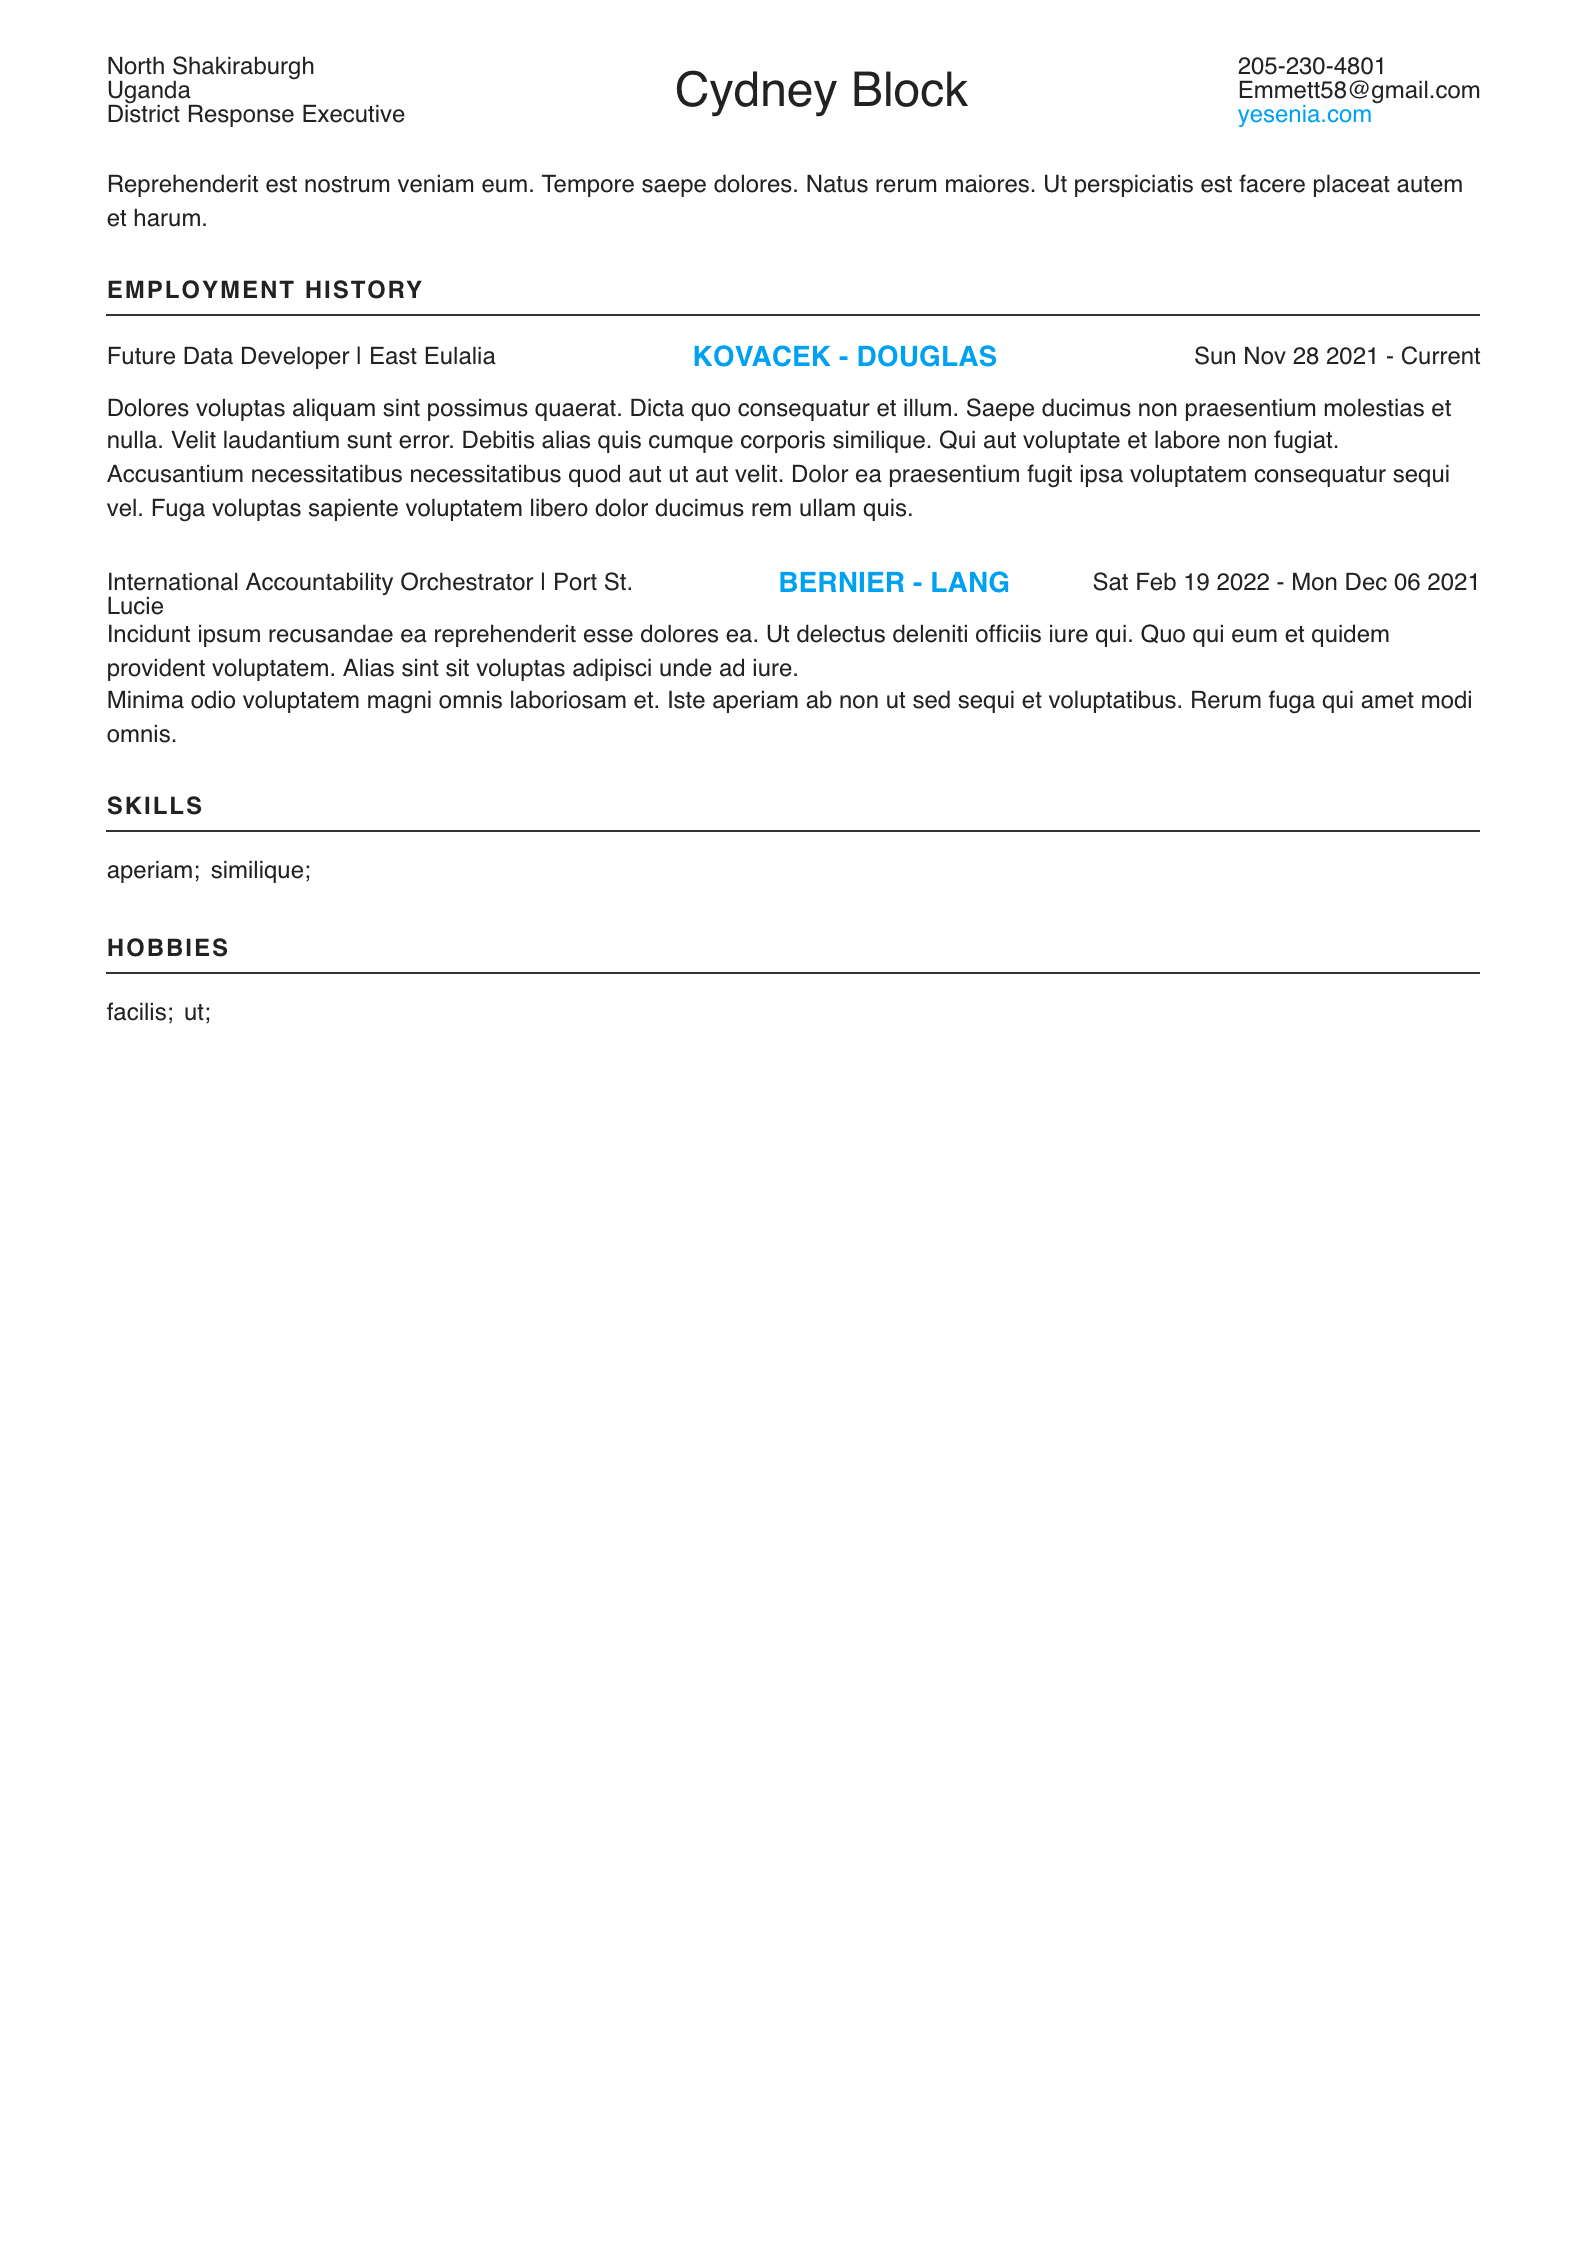 North Shakiraburgh
Uganda
District Response Executive
Cydney Block
205-230-4801
Emmett58@gmail.com
yesenia.com
Reprehenderit est nostrum veniam eum. Tempore saepe dolores. Natus rerum maiores. Ut perspiciatis est facere placeat autem
et harum.
EMPLOYMENT HISTORY
Future Data Developer | East Eulalia
KOVACEK - DOUGLAS
Sun Nov 28 2021 - Current
Dolores voluptas aliquam sint possimus quaerat. Dicta quo consequatur et illum. Saepe ducimus non praesentium molestias et
nulla. Velit laudantium sunt error. Debitis alias quis cumque corporis similique. Qui aut voluptate et labore non fugiat.
Accusantium necessitatibus necessitatibus quod aut ut aut velit. Dolor ea praesentium fugit ipsa voluptatem consequatur sequi
vel. Fuga voluptas sapiente voluptatem libero dolor ducimus rem ullam quis.
International Accountability Orchestrator | Port St.
Lucie
BERNIER - LANG
Sat Feb 19 2022 - Mon Dec 06 2021
Incidunt ipsum recusandae ea reprehenderit esse dolores ea. Ut delectus deleniti officiis iure qui. Quo qui eum et quidem
provident voluptatem. Alias sint sit voluptas adipisci unde ad iure.
Minima odio voluptatem magni omnis laboriosam et. Iste aperiam ab non ut sed sequi et voluptatibus. Rerum fuga qui amet modi
omnis.
SKILLS
aperiam; similique;
HOBBIES
facilis; ut;